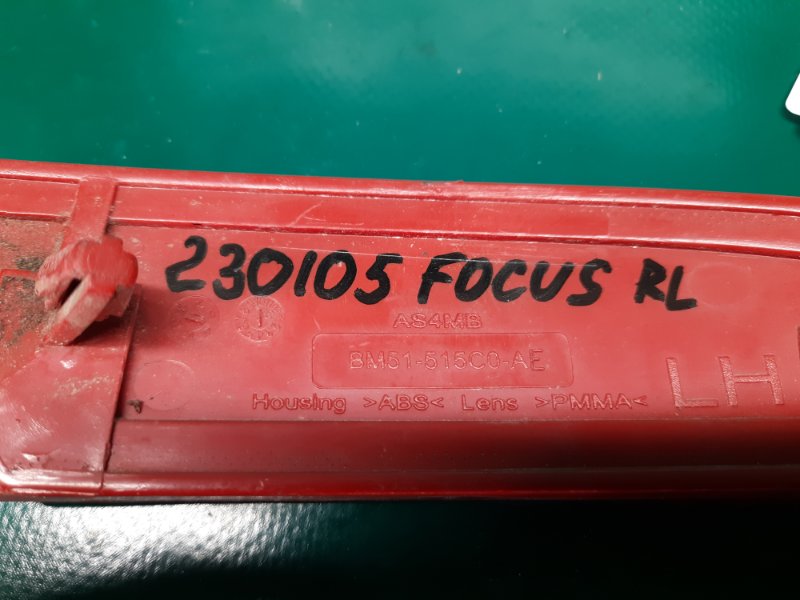 230105 FOCUS RL
AS4MB
BM51-515C0-AE
LH
Housing >ABS< Lens >PMMA<